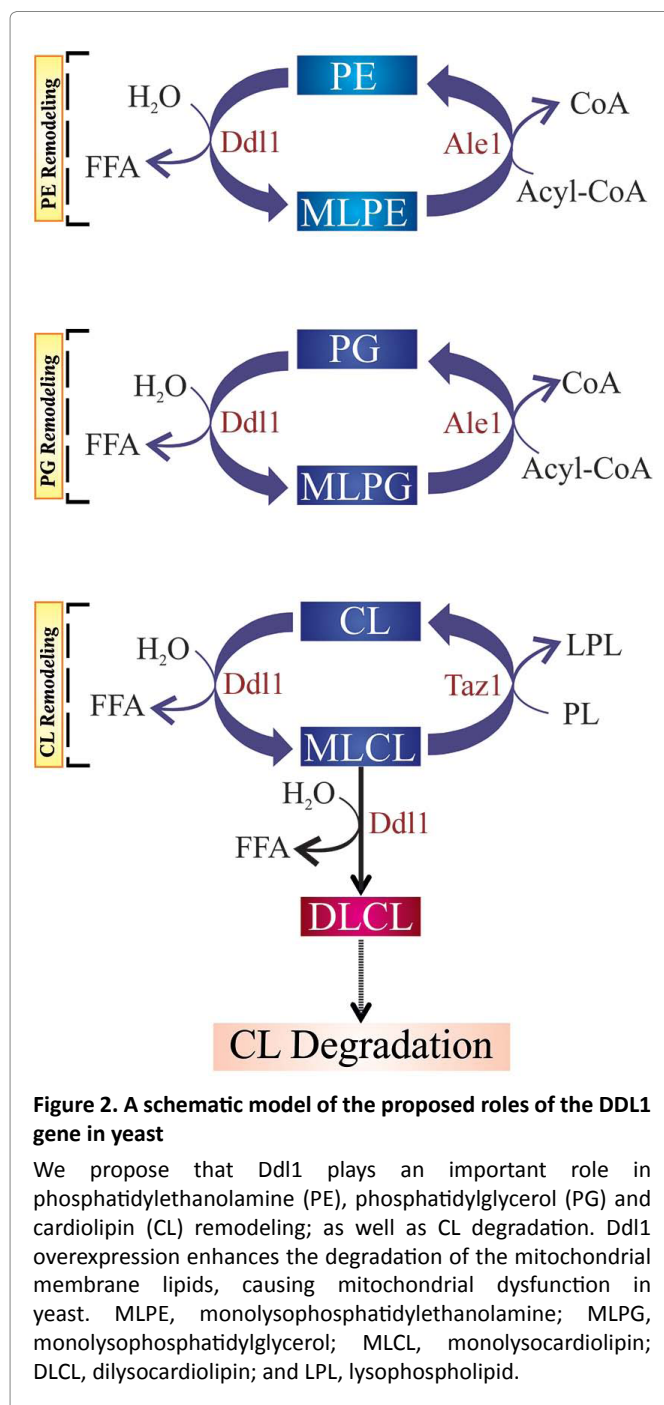 PE Remodeling
PE
H₂O
CoA
Ddl1
Ale1
FFA
Acyl-CoA
MLPE
PG Remodeling
PG
H₂O
CoA
Ddl1
Ale1
FFA
Acyl-CoA
MLPG
CL Remodeling
CL
H₂O
LPL
Ddl1
Taz1
FFA
PL
MLCL
H₂O
Ddl1
FFA
DLCL
CL Degradation
Figure 2. A schematic model of the proposed roles of the DDL1
gene in yeast
We propose that Ddl1 plays an important role in
phosphatidylethanolamine (PE), phosphatidylglycerol (PG) and
cardiolipin (CL) remodeling; as well as CL degradation. Ddl1
overexpression enhances the degradation of the mitochondrial
membrane lipids, causing mitochondrial dysfunction in
yeast. MLPE, monolysophosphatidylethanolamine; MLPG,
monolysophosphatidylglycerol; MLCL, monolysocardiolipin;
DLCL, dilysocardiolipin; and LPL, lysophospholipid.